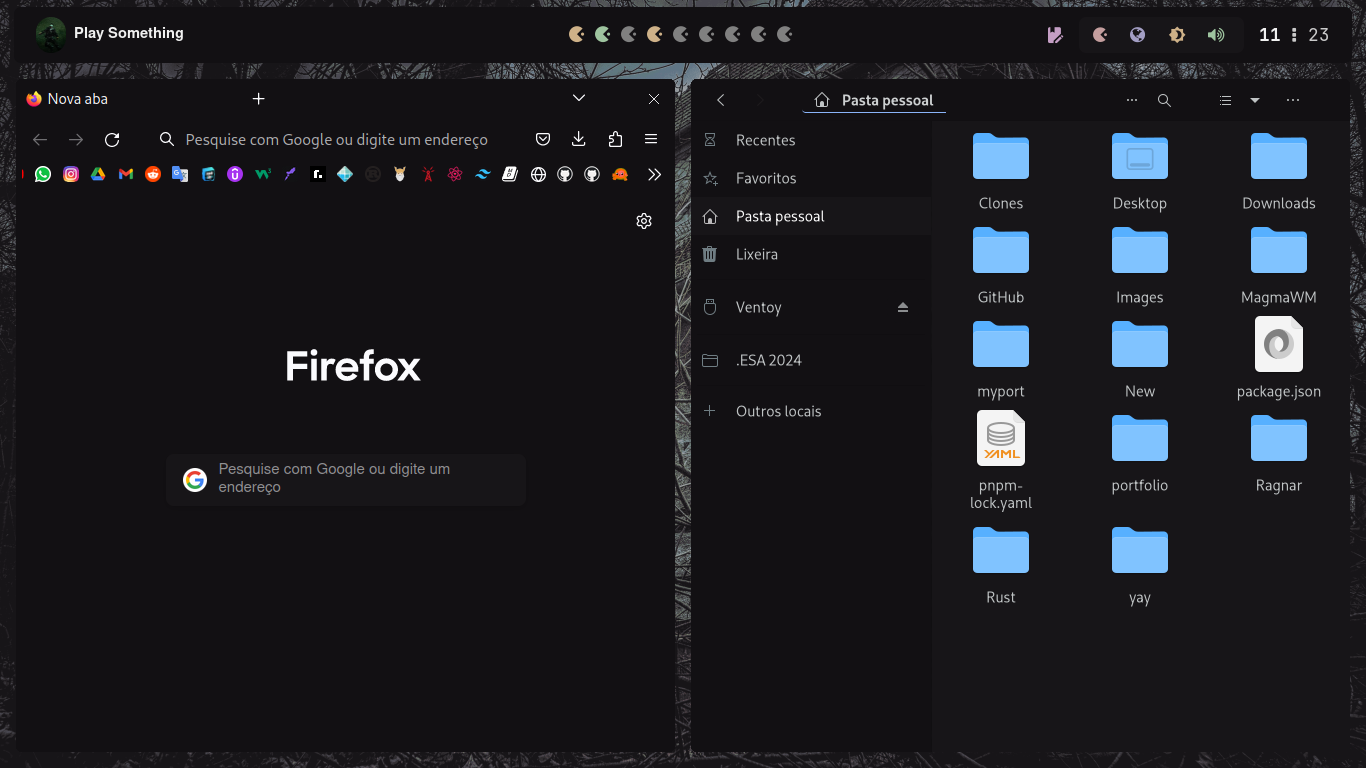 Play Something
11 23
Nova aba
Pesquise com Google ou digite um endereço
Firefox
Pesquise com Google ou digite um
endereço
Pasta pessoal
Recentes
Favoritos
Pasta pessoal
Lixeira
Ventoy
.ESA 2024
Outros locais
Clones
Desktop
Downloads
GitHub
Images
MagmaWM
myport
New
package.json
YAML
pnpm-
lock.yaml
portfolio
Ragnar
Rust
yay